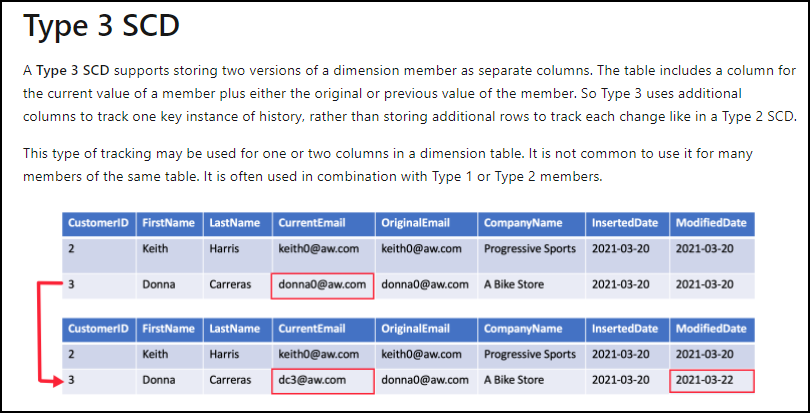 Type 3 SCD
A Type 3 SCD supports storing two versions of a dimension member as separate columns. The table includes a column for
the current value of a member plus either the original or previous value of the member. So Type 3 uses additional
columns to track one key instance of history, rather than storing additional rows to track each change like in a Type 2 SCD.
This type of tracking may be used for one or two columns in a dimension table. It is not common to use it for many
members of the same table. It is often used in combination with Type 1 or Type 2 members.
CustomerID FirstName LastName CurrentEmail OriginalEmail CompanyName InsertedDate ModifiedDate
2 Keith Harris keith0@aw.com keith0@aw.com Progressive Sports 2021-03-20 2021-03-20
3 Donna Carreras donna0@aw.com donna0@aw.com A Bike Store 2021-03-20 2021-03-20
CustomerID FirstName LastName CurrentEmail OriginalEmail CompanyName InsertedDate ModifiedDate
2 Keith Harris keith0@aw.com keith0@aw.com Progressive Sports 2021-03-20 2021-03-20
3 Donna Carreras dc3@aw.com donna0@aw.com A Bike Store 2021-03-20 2021-03-22